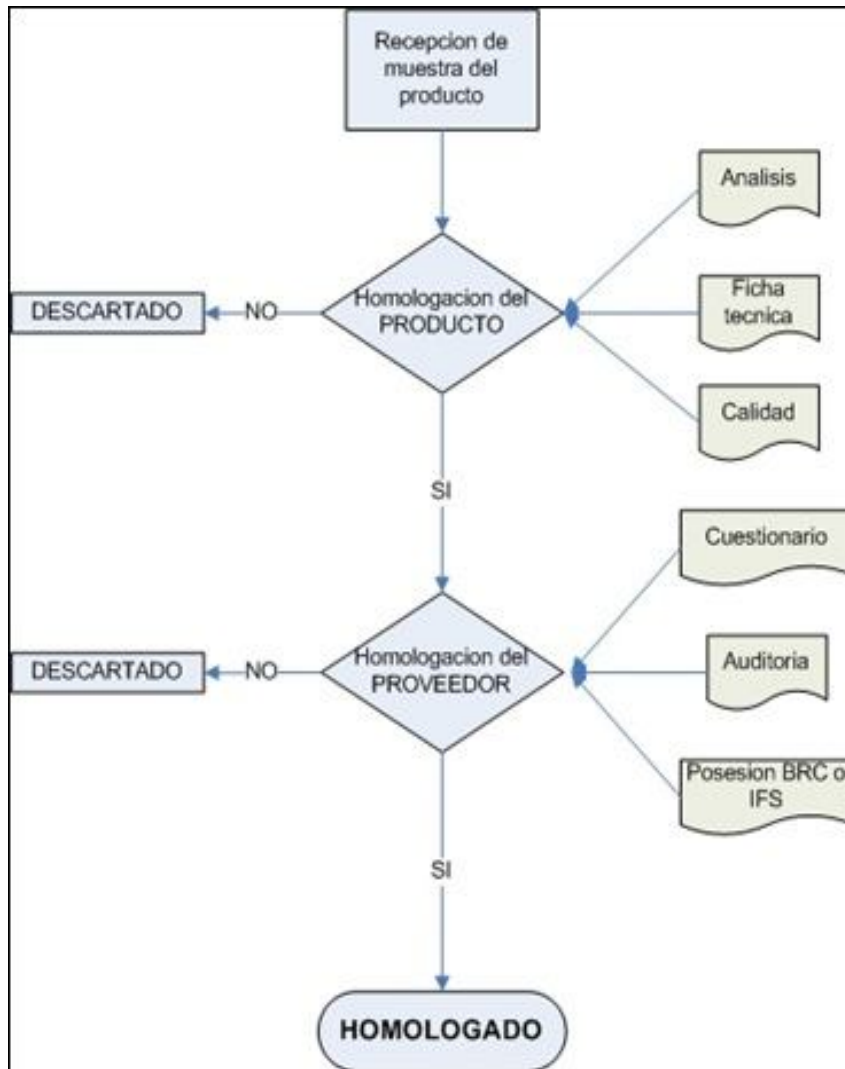 Recepcion de
muestra del
producto
Analisis
Homologacion del
PRODUCTO
DESCARTADO
NO
Ficha
tecnica
Calidad
SI
Cuestionario
Homologacion del
PROVEEDOR
DESCARTADO
NO
Auditoria
Posesion BRC o
IFS
SI
HOMOLOGADO